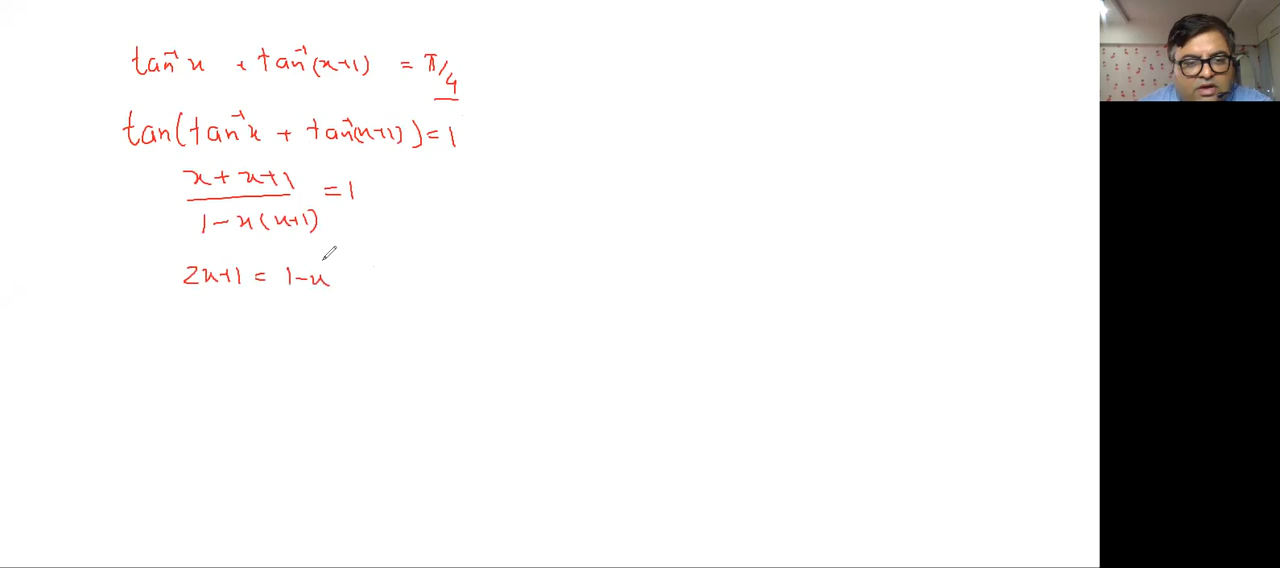 tan⁻¹x + tan⁻¹(x+1) = π/4
tan(tan⁻¹x + tan⁻¹(x+1)) = 1
x + x+1 / 1 - x(x+1) = 1
2x+1 = 1-x